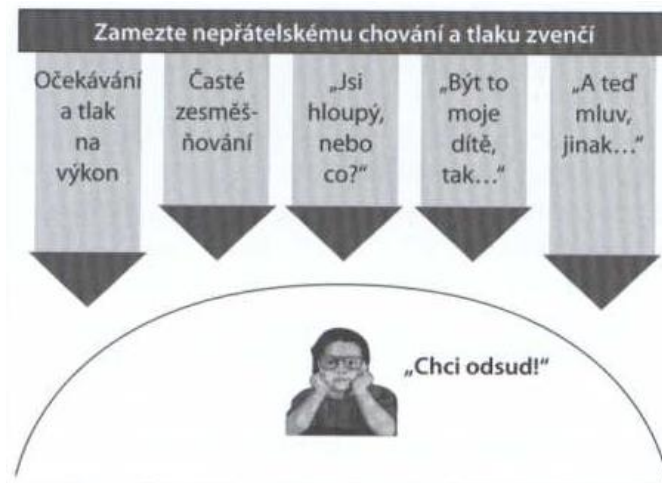 Zamezte nepřátelskému chování a tlaku zvenčí
Očekávání
a tlak
na
výkon
Časté
zesměš-
ňování
„Jsi
hloupý,
nebo
co?“
„Být to
moje
dítě,
tak…“
„A teď
mluv,
jinak…“
„Chci odsud!“